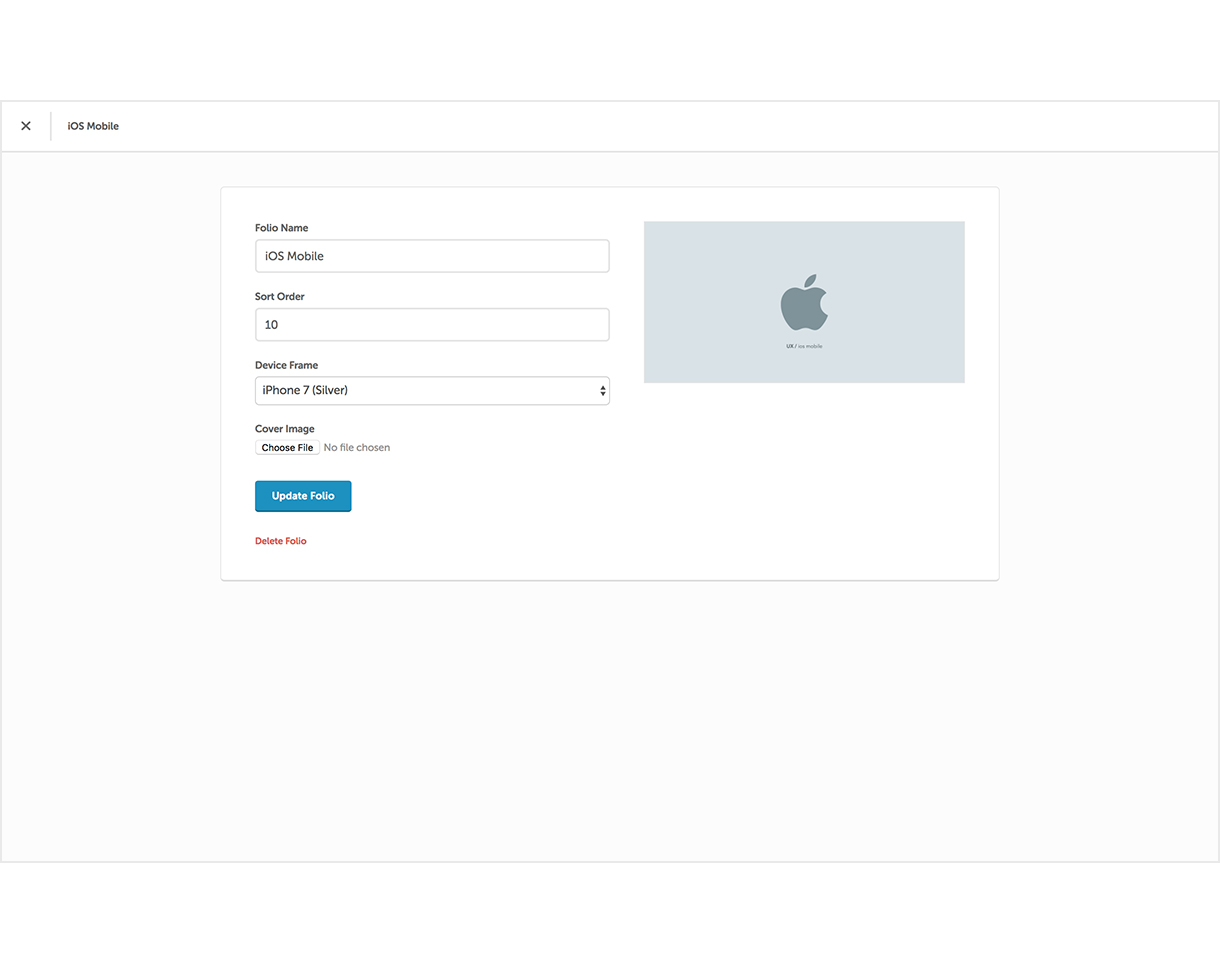 iOS Mobile
Folio Name
iOS Mobile
Sort Order
10
Device Frame
iPhone 7 (Silver)
Cover Image
Choose File No file chosen
Update Folio
Delete Folio
UX / ios mobile